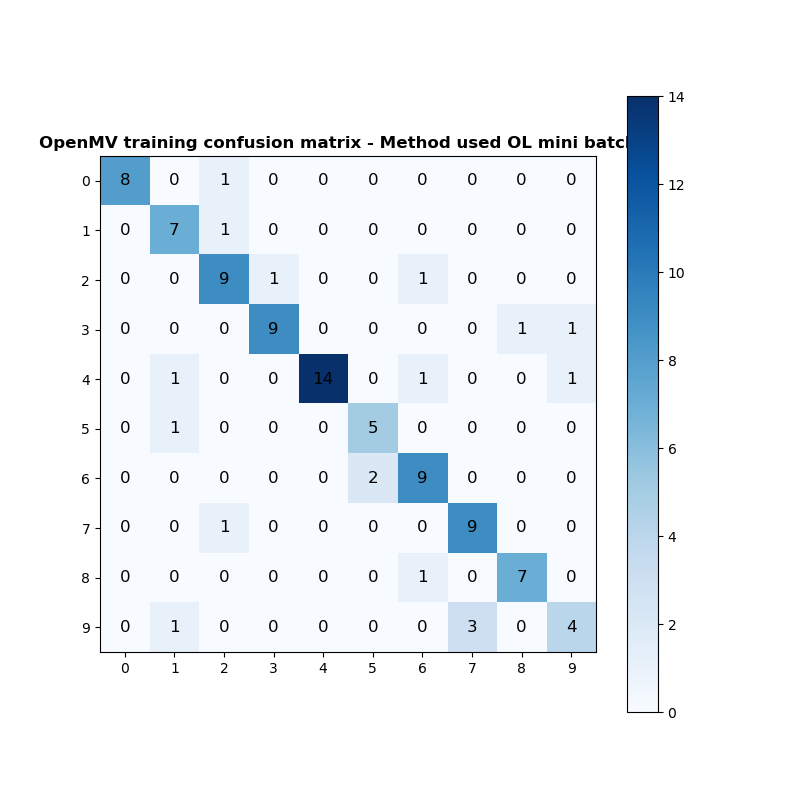 OpenMV training confusion matrix - Method used OL mini batc
0 8 0 1 0 0 0 0 0 0 0
1 0 7 1 0 0 0 0 0 0 0
2 0 0 9 1 0 0 1 0 0 0
3 0 0 0 9 0 0 0 0 1 1
4 0 1 0 0 14 0 1 0 0 1
5 0 1 0 0 0 5 0 0 0 0
6 0 0 0 0 0 2 9 0 0 0
7 0 0 1 0 0 0 0 9 0 0
8 0 0 0 0 0 0 1 0 7 0
9 0 1 0 0 0 0 0 3 0 4
0 1 2 3 4 5 6 7 8 9
14
12
10
8
6
4
2
0